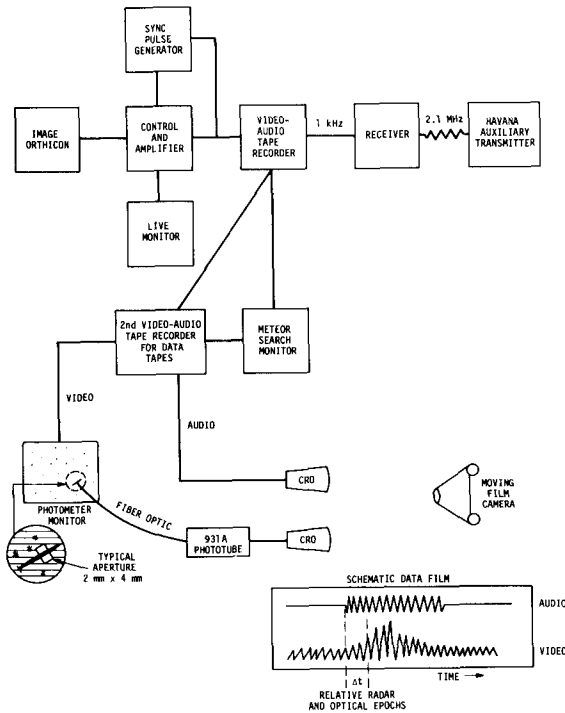 SYNC
PULSE
GENERATOR
IMAGE
ORTHICON
CONTROL
AND
AMPLIFIER
VIDEO-
AUDIO
TAPE
RECORDER
1 kHz
RECEIVER
2.1 MHz
HAVANA
AUXILIARY
TRANSMITTER
LIVE
MONITOR
2nd VIDEO-AUDIO
TAPE RECORDER
FOR DATA
TAPES
METEOR
SEARCH
MONITOR
VIDEO
AUDIO
PHOTOMETER
MONITOR
FIBER OPTIC
931A
PHOTOTUBE
CRO
CRO
MOVING
FILM
CAMERA
TYPICAL
APERTURE
2 mm x 4 mm
SCHEMATIC DATA FILM
AUDIO
VIDEO
Δt
TIME
RELATIVE RADAR
AND OPTICAL EPOCHS